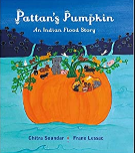 Pattan's Pumpkin
An Indian Flood Story
Chitra Soundar • Frané Lessac